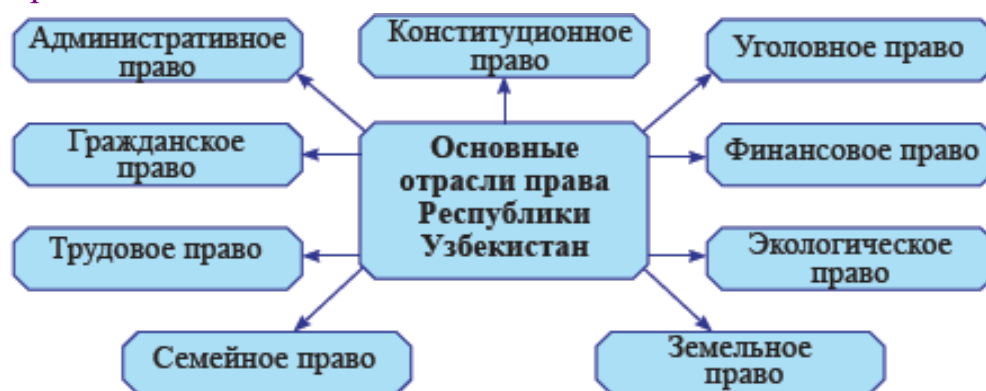 Административное
право
Конституционное
право
Уголовное право
Гражданское
право
Основные
отрасли права
Республики
Узбекистан
Финансовое право
Трудовое право
Экологическое
право
Семейное право
Земельное
право